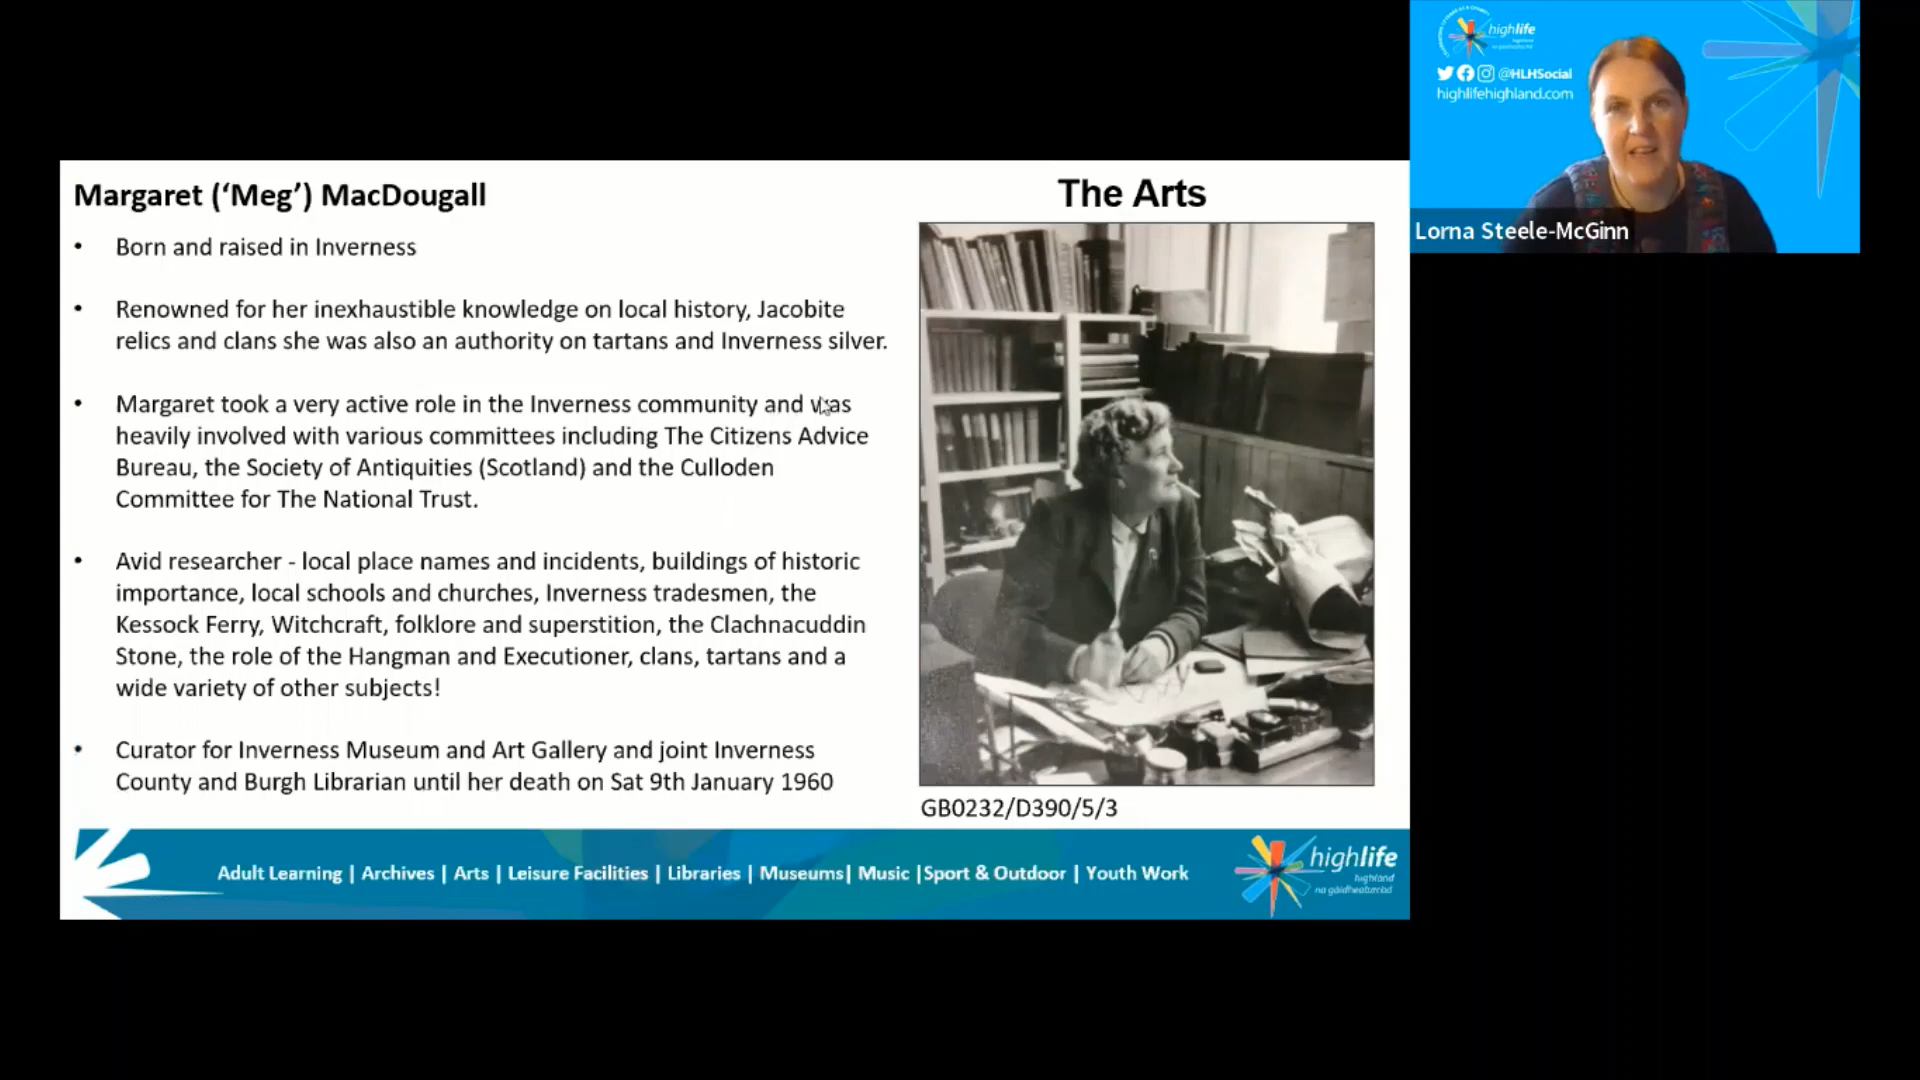 Margaret (‘Meg’) MacDougall
• Born and raised in Inverness
• Renowned for her inexhaustible knowledge on local history, Jacobite
relics and clans she was also an authority on tartans and Inverness silver.
• Margaret took a very active role in the Inverness community and was
heavily involved with various committees including The Citizens Advice
Bureau, the Society of Antiquities (Scotland) and the Culloden
Committee for The National Trust.
• Avid researcher - local place names and incidents, buildings of historic
importance, local schools and churches, Inverness tradesmen, the
Kessock Ferry, Witchcraft, folklore and superstition, the Clachnacuddin
Stone, the role of the Hangman and Executioner, clans, tartans and a
wide variety of other subjects!
• Curator for Inverness Museum and Art Gallery and joint Inverness
County and Burgh Librarian until her death on Sat 9th January 1960
The Arts
GB0232/D390/5/3
Adult Learning | Archives | Arts | Leisure Facilities | Libraries | Museums| Music |Sport & Outdoor | Youth Work
highlife
highland
na gàidhealtachd
highlife
highland
na gàidhealtachd
@HLHSocial
highlifehighland.com
Lorna Steele-McGinn